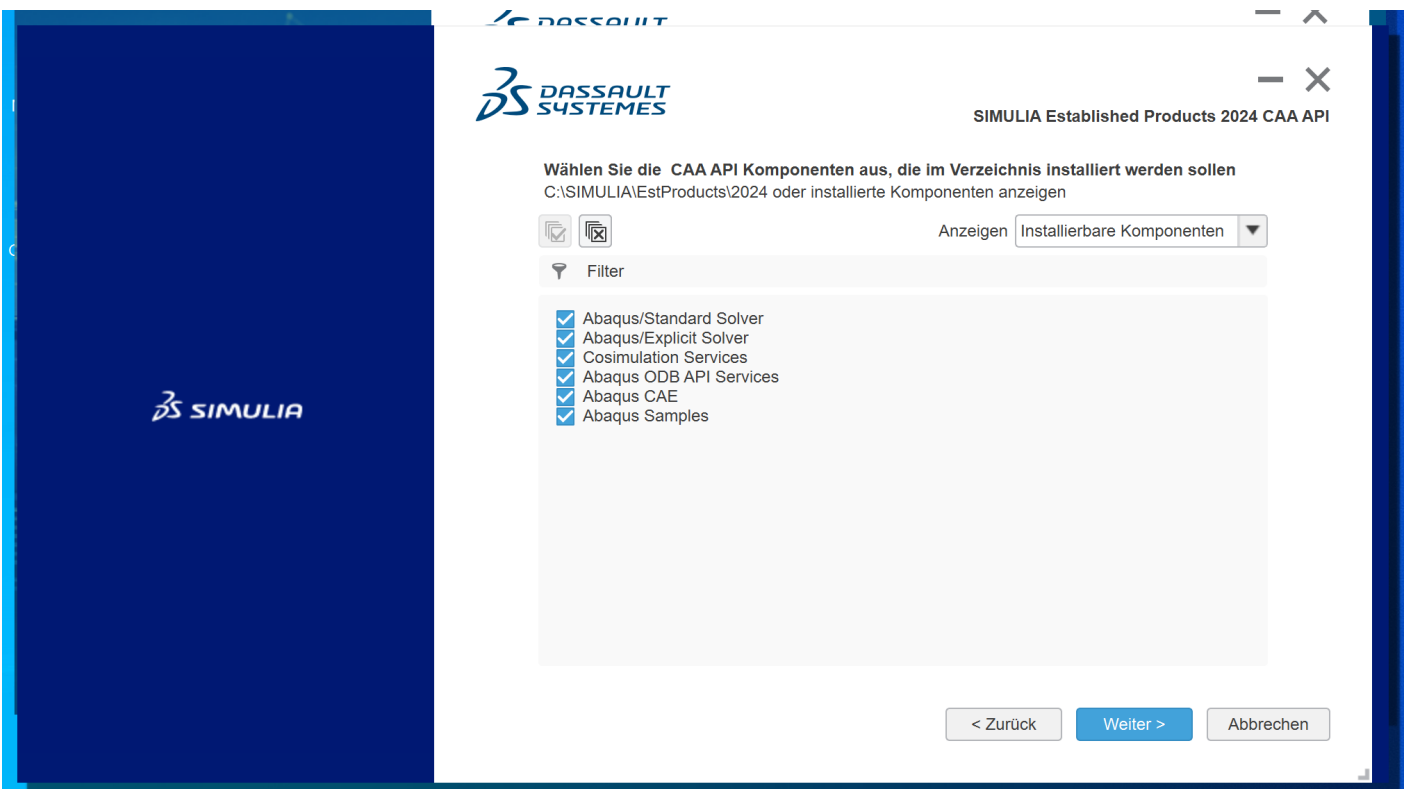 DASSAULT
DASSAULT
SYSTEMES
SIMULIA Established Products 2024 CAA API
Wählen Sie die CAA API Komponenten aus, die im Verzeichnis installiert werden sollen
C:\SIMULIA\EstProducts\2024 oder installierte Komponenten anzeigen
Anzeigen Installierbare Komponenten
Filter
Abaqus/Standard Solver
Abaqus/Explicit Solver
Cosimulation Services
Abaqus ODB API Services
Abaqus CAE
Abaqus Samples
SIMULIA
< Zurück Weiter > Abbrechen